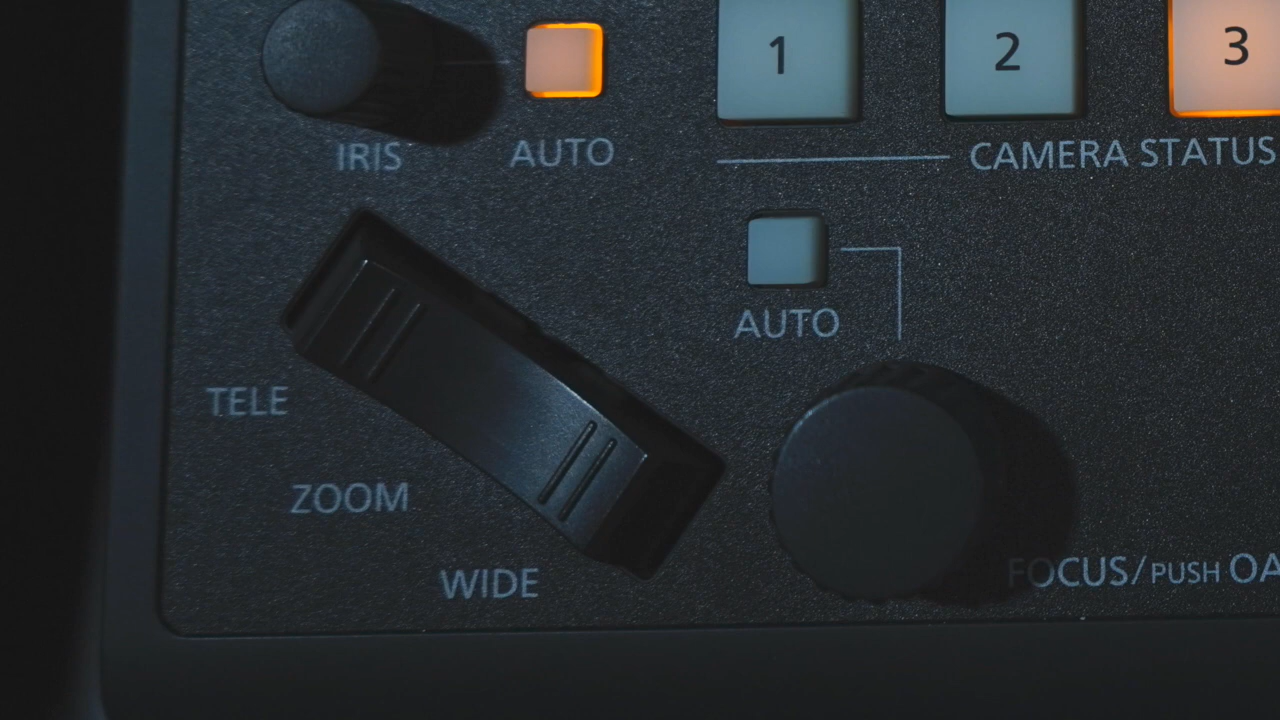 1 2 3
IRIS AUTO
CAMERA STATUS
AUTO
TELE
ZOOM
WIDE
FOCUS/PUSH OA